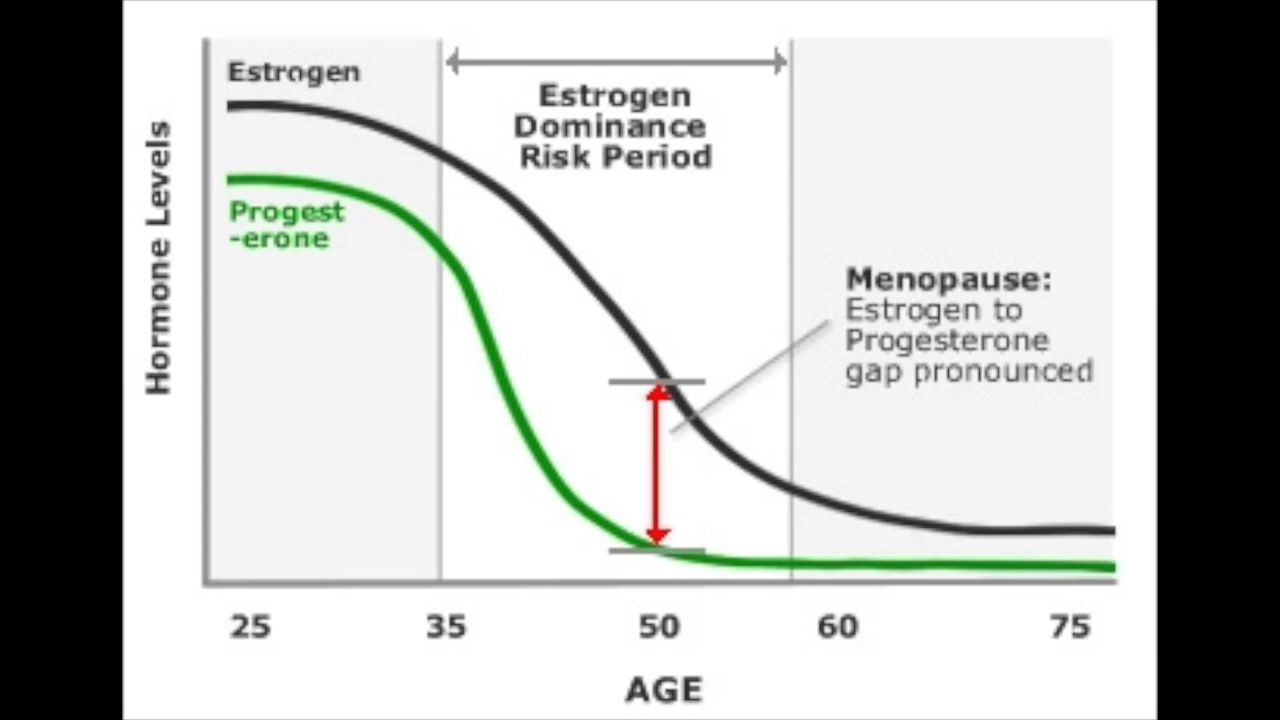 Estrogen
Estrogen
Dominance
Risk Period
Progest
-erone
Hormone Levels
Menopause:
Estrogen to
Progesterone
gap pronounced
25 35 50 60 75
AGE